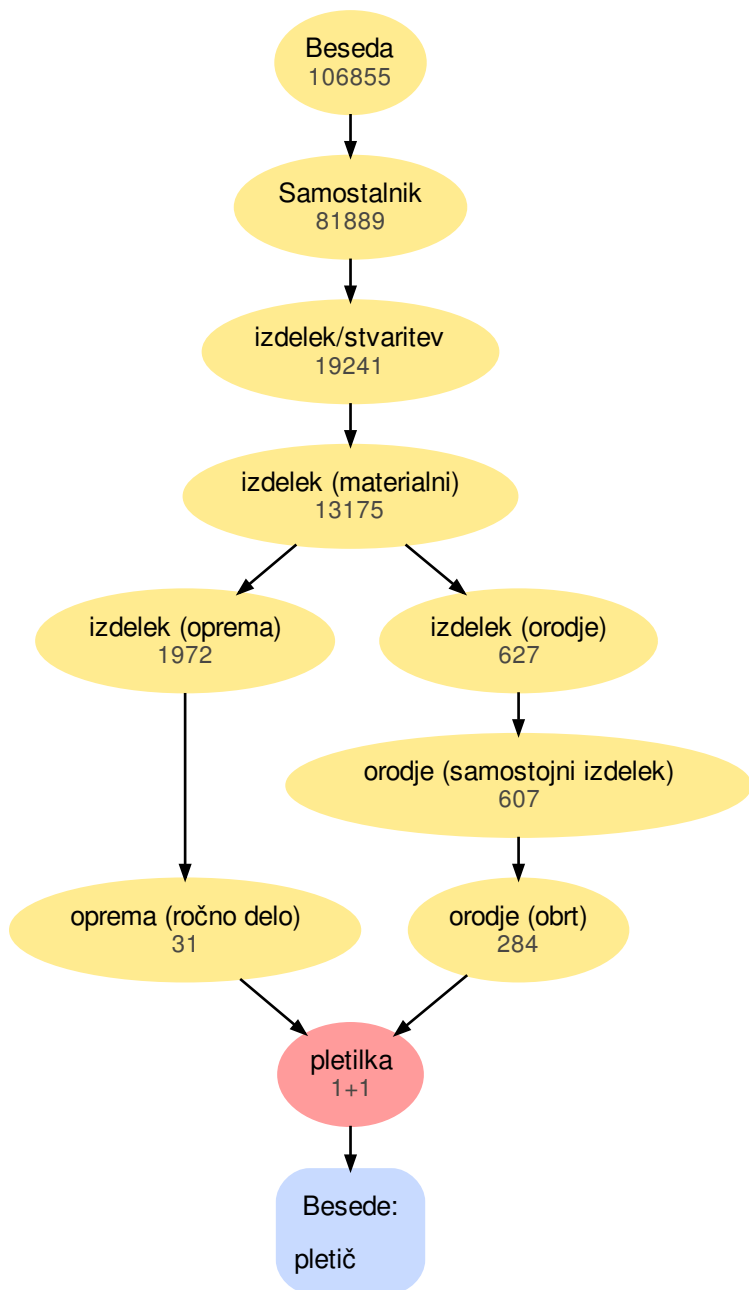 Beseda
106855
Samostalnik
81889
izdelek/stvaritev
19241
izdelek (materialni)
13175
izdelek (oprema)
1972
izdelek (orodje)
627
orodje (samostojni izdelek)
607
oprema (ročno delo)
31
orodje (obrt)
284
pletilka
1+1
Besede:
pletič